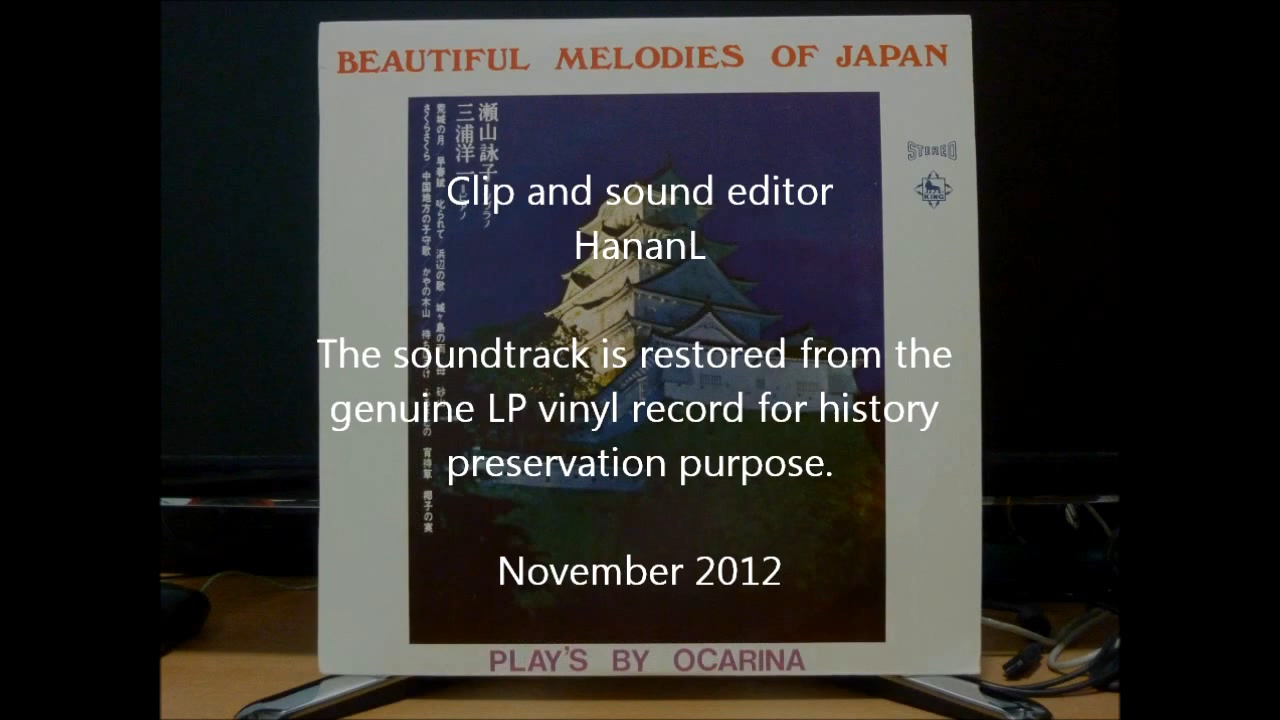 BEAUTIFUL MELODIES OF JAPAN
STEREO
KING
瀬山詠子
三浦洋一
荒城の月 早春賦 叱られて 浜辺の歌 城ヶ島の
さくらさくら 中国地方の子守歌 かやの木山 待ち
宵待草 椰子の実
Clip and sound editor
HananL
The soundtrack is restored from the
genuine LP vinyl record for history
preservation purpose.
November 2012
PLAY'S BY OCARINA